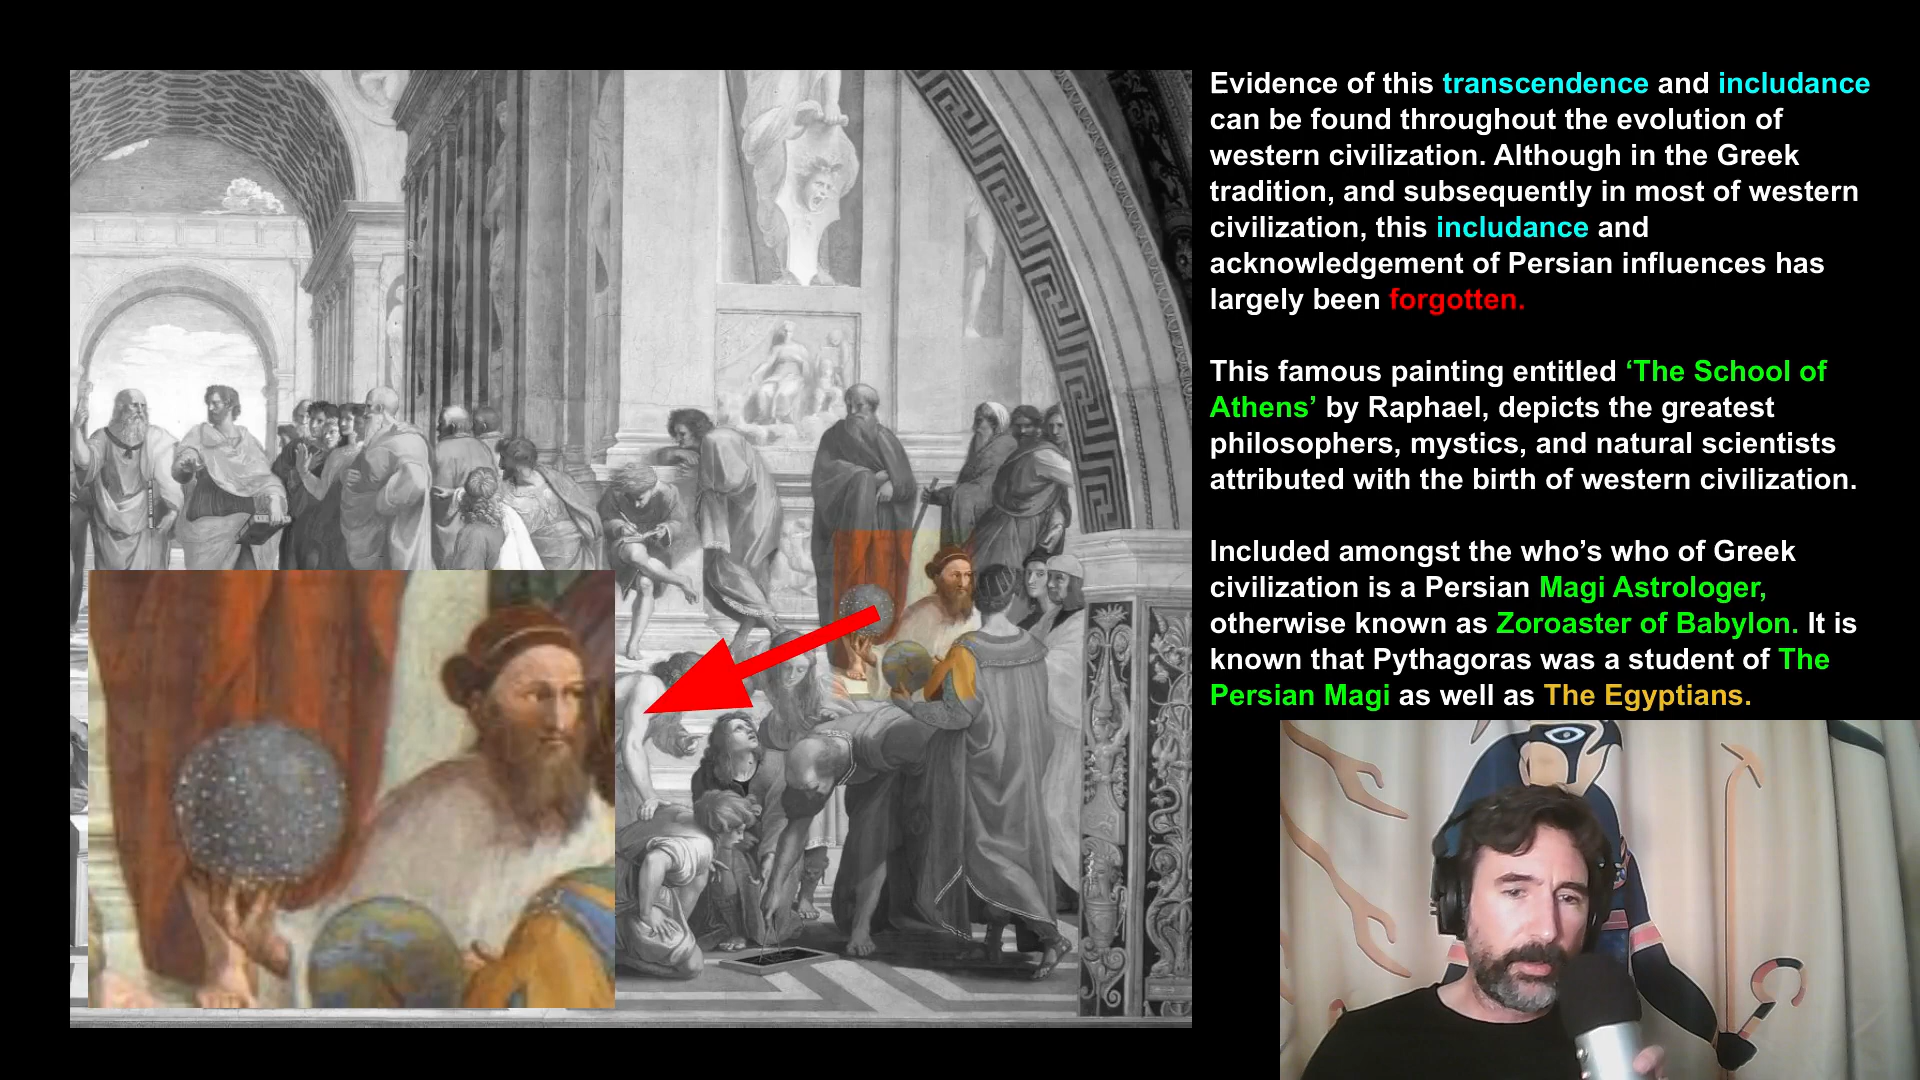 Evidence of this transcendence and includance
can be found throughout the evolution of
western civilization. Although in the Greek
tradition, and subsequently in most of western
civilization, this includance and
acknowledgement of Persian influences has
largely been forgotten.
This famous painting entitled ‘The School of
Athens’ by Raphael, depicts the greatest
philosophers, mystics, and natural scientists
attributed with the birth of western civilization.
Included amongst the who’s who of Greek
civilization is a Persian Magi Astrologer,
otherwise known as Zoroaster of Babylon. It is
known that Pythagoras was a student of The
Persian Magi as well as The Egyptians.